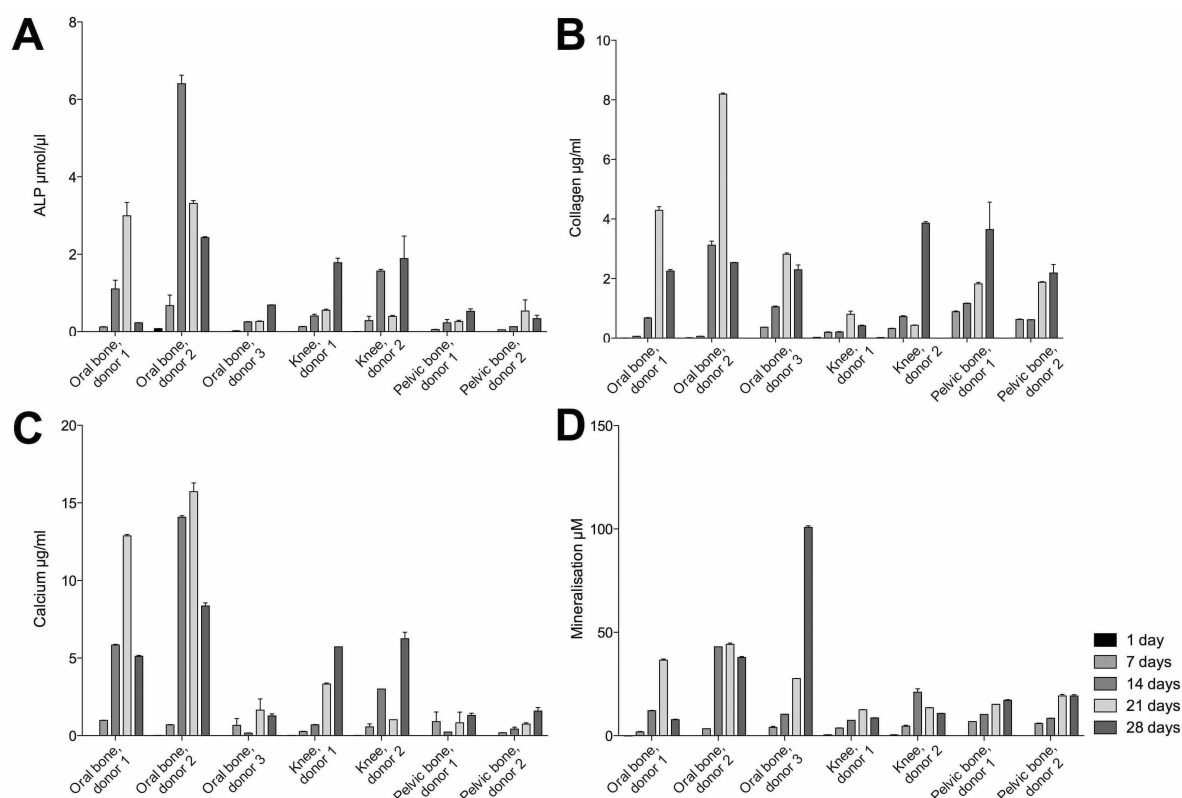 A
8
6
4
2
0
ALP µmol/µl
Oral bone,
donor 1
Oral bone,
donor 2
Oral bone,
donor 3
Knee,
donor 1
Knee,
donor 2
Pelvic bone,
donor 1
Pelvic bone,
donor 2
B
10
8
6
4
2
0
Collagen µg/ml
Oral bone,
donor 1
Oral bone,
donor 2
Oral bone,
donor 3
Knee,
donor 1
Knee,
donor 2
Pelvic bone,
donor 1
Pelvic bone,
donor 2
C
20
15
10
5
0
Calcium µg/ml
Oral bone,
donor 1
Oral bone,
donor 2
Oral bone,
donor 3
Knee,
donor 1
Knee,
donor 2
Pelvic bone,
donor 1
Pelvic bone,
donor 2
D
150
100
50
0
Mineralisation µM
Oral bone,
donor 1
Oral bone,
donor 2
Oral bone,
donor 3
Knee,
donor 1
Knee,
donor 2
Pelvic bone,
donor 1
Pelvic bone,
donor 2
1 day
7 days
14 days
21 days
28 days